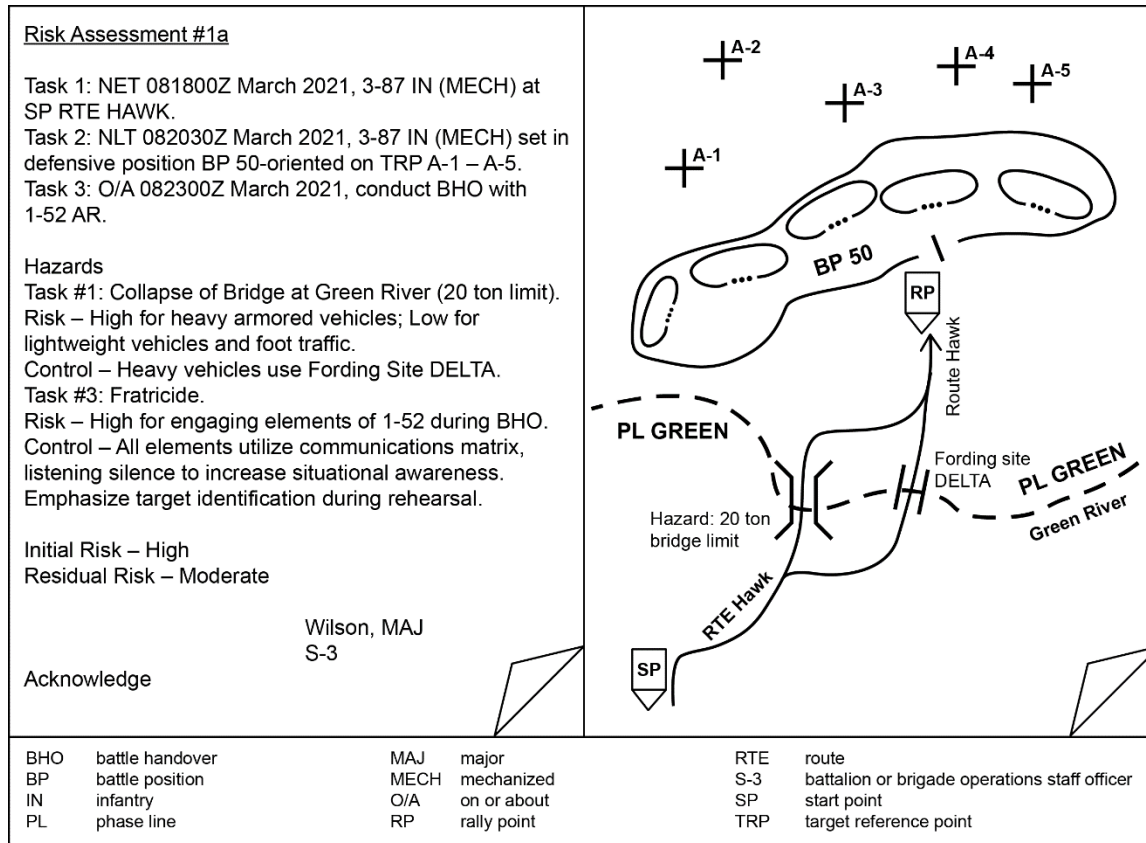 Risk Assessment #1a
Task 1: NET 081800Z March 2021, 3-87 IN (MECH) at
SP RTE HAWK.
Task 2: NLT 082030Z March 2021, 3-87 IN (MECH) set in
defensive position BP 50-oriented on TRP A-1 – A-5.
Task 3: O/A 082300Z March 2021, conduct BHO with
1-52 AR.
Hazards
Task #1: Collapse of Bridge at Green River (20 ton limit).
Risk – High for heavy armored vehicles; Low for
lightweight vehicles and foot traffic.
Control – Heavy vehicles use Fording Site DELTA.
Task #3: Fratricide.
Risk – High for engaging elements of 1-52 during BHO.
Control – All elements utilize communications matrix,
listening silence to increase situational awareness.
Emphasize target identification during rehearsal.
Initial Risk – High
Residual Risk – Moderate
Wilson, MAJ
S-3
Acknowledge
A-2
A-4
A-3
A-5
A-1
BP 50
RP
Route Hawk
PL GREEN
Fording site
DELTA
PL GREEN
Green River
Hazard: 20 ton
bridge limit
RTE Hawk
SP
BHO battle handover
BP battle position
IN infantry
PL phase line
MAJ major
MECH mechanized
O/A on or about
RP rally point
RTE route
S-3 battalion or brigade operations staff officer
SP start point
TRP target reference point